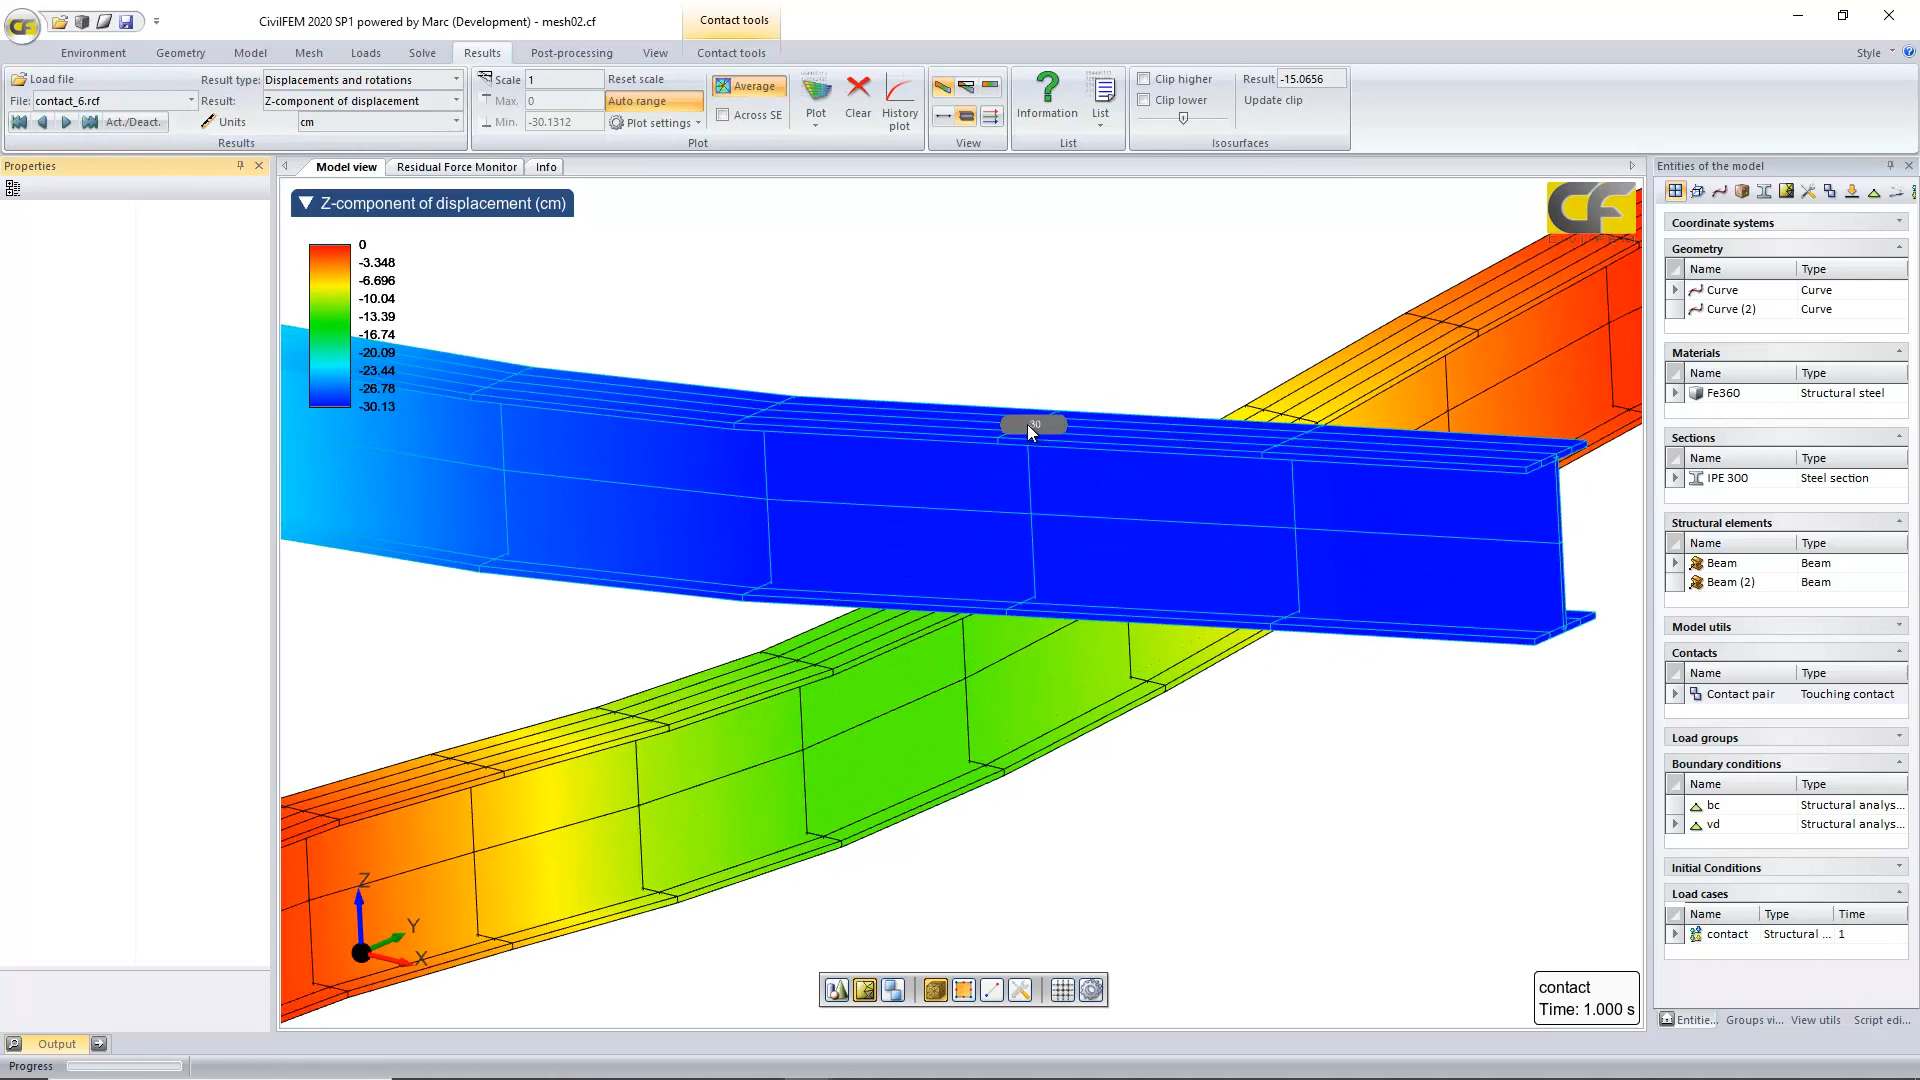 CivilFEM 2020 SP1 powered by Marc (Development) - mesh02.cf
Contact tools
Environment Geometry Model Mesh Loads Solve Results Post-processing View Contact tools Style
Load file
Result type: Displacements and rotations
File: contact_6.rcf
Result: Z-component of displacement
Act./Deact.
Units cm
Results
Scale 1 Reset scale
Max. 0 Auto range
Min. -30.1312 Plot settings
Average
Across SE
Plot
Clear
History plot
Plot
View
Information
List
List
Clip higher
Clip lower
Result -15.0656
Update clip
Isosurfaces
Properties
Model view Residual Force Monitor Info
Z-component of displacement (cm)
0
-3.348
-6.696
-10.04
-13.39
-16.74
-20.09
-23.44
-26.78
-30.13
CF
30
Z
Y
X
contact
Time: 1.000 s
Entities of the model
Coordinate systems
Geometry
Name Type
Curve Curve
Curve (2) Curve
Materials
Name Type
Fe360 Structural steel
Sections
Name Type
IPE 300 Steel section
Structural elements
Name Type
Beam Beam
Beam (2) Beam
Model utils
Contacts
Name Type
Contact pair Touching contact
Load groups
Boundary conditions
Name Type
bc Structural analys...
vd Structural analys...
Initial Conditions
Load cases
Name Type Time
contact Structural ... 1
Entitie... Groups vi... View utils Script edi...
Output
Progress